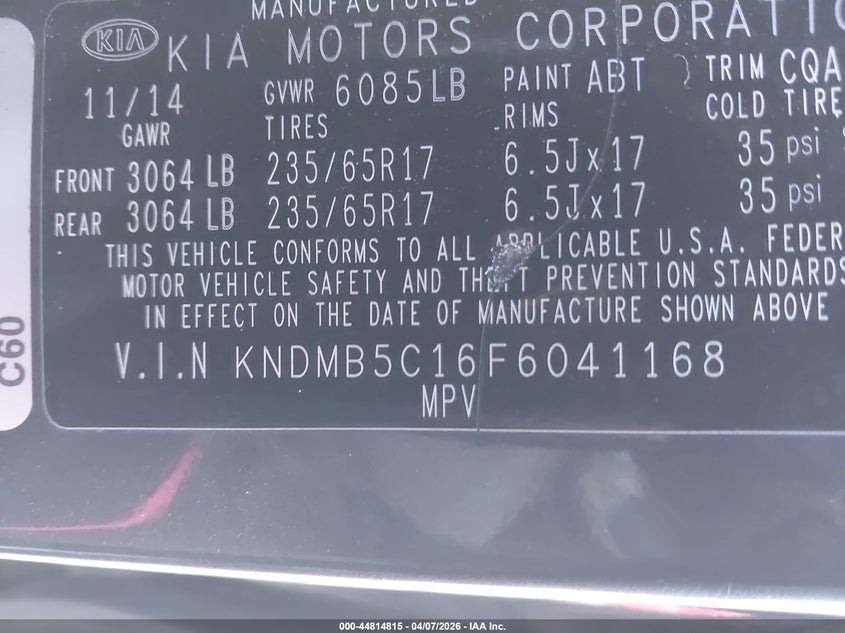 MANUFACTURED
KIA KIA MOTORS CORPORATIO
11/14 GVWR 6085LB PAINT ABT TRIM CQA
GAWR TIRES RIMS COLD TIRE
FRONT 3064 LB 235/65R17 6.5Jx17 35 psi
REAR 3064 LB 235/65R17 6.5Jx17 35 psi
THIS VEHICLE CONFORMS TO ALL APPLICABLE U.S.A. FEDER
MOTOR VEHICLE SAFETY AND THEFT PREVENTION STANDARDS
IN EFFECT ON THE DATE OF MANUFACTURE SHOWN ABOVE
V.I.N KNDMB5C16F6041168
MPV
C60
000-44814815 - 04/07/2026 - IAA Inc.